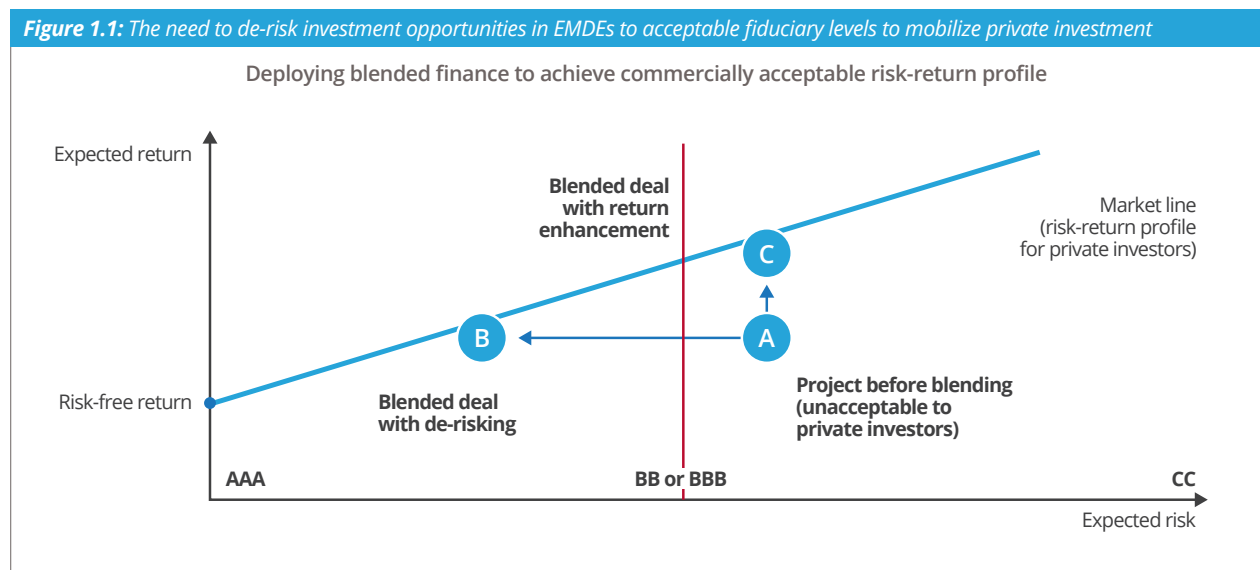 Figure 1.1: The need to de-risk investment opportunities in EMDEs to acceptable fiduciary levels to mobilize private investment
Deploying blended finance to achieve commercially acceptable risk-return profile
Expected return
Blended deal
with return
enhancement
Market line
(risk-return profile
for private investors)
C
B
A
Project before blending
(unacceptable to
private investors)
Risk-free return
Blended deal
with de-risking
AAA
BB or BBB
CC
Expected risk